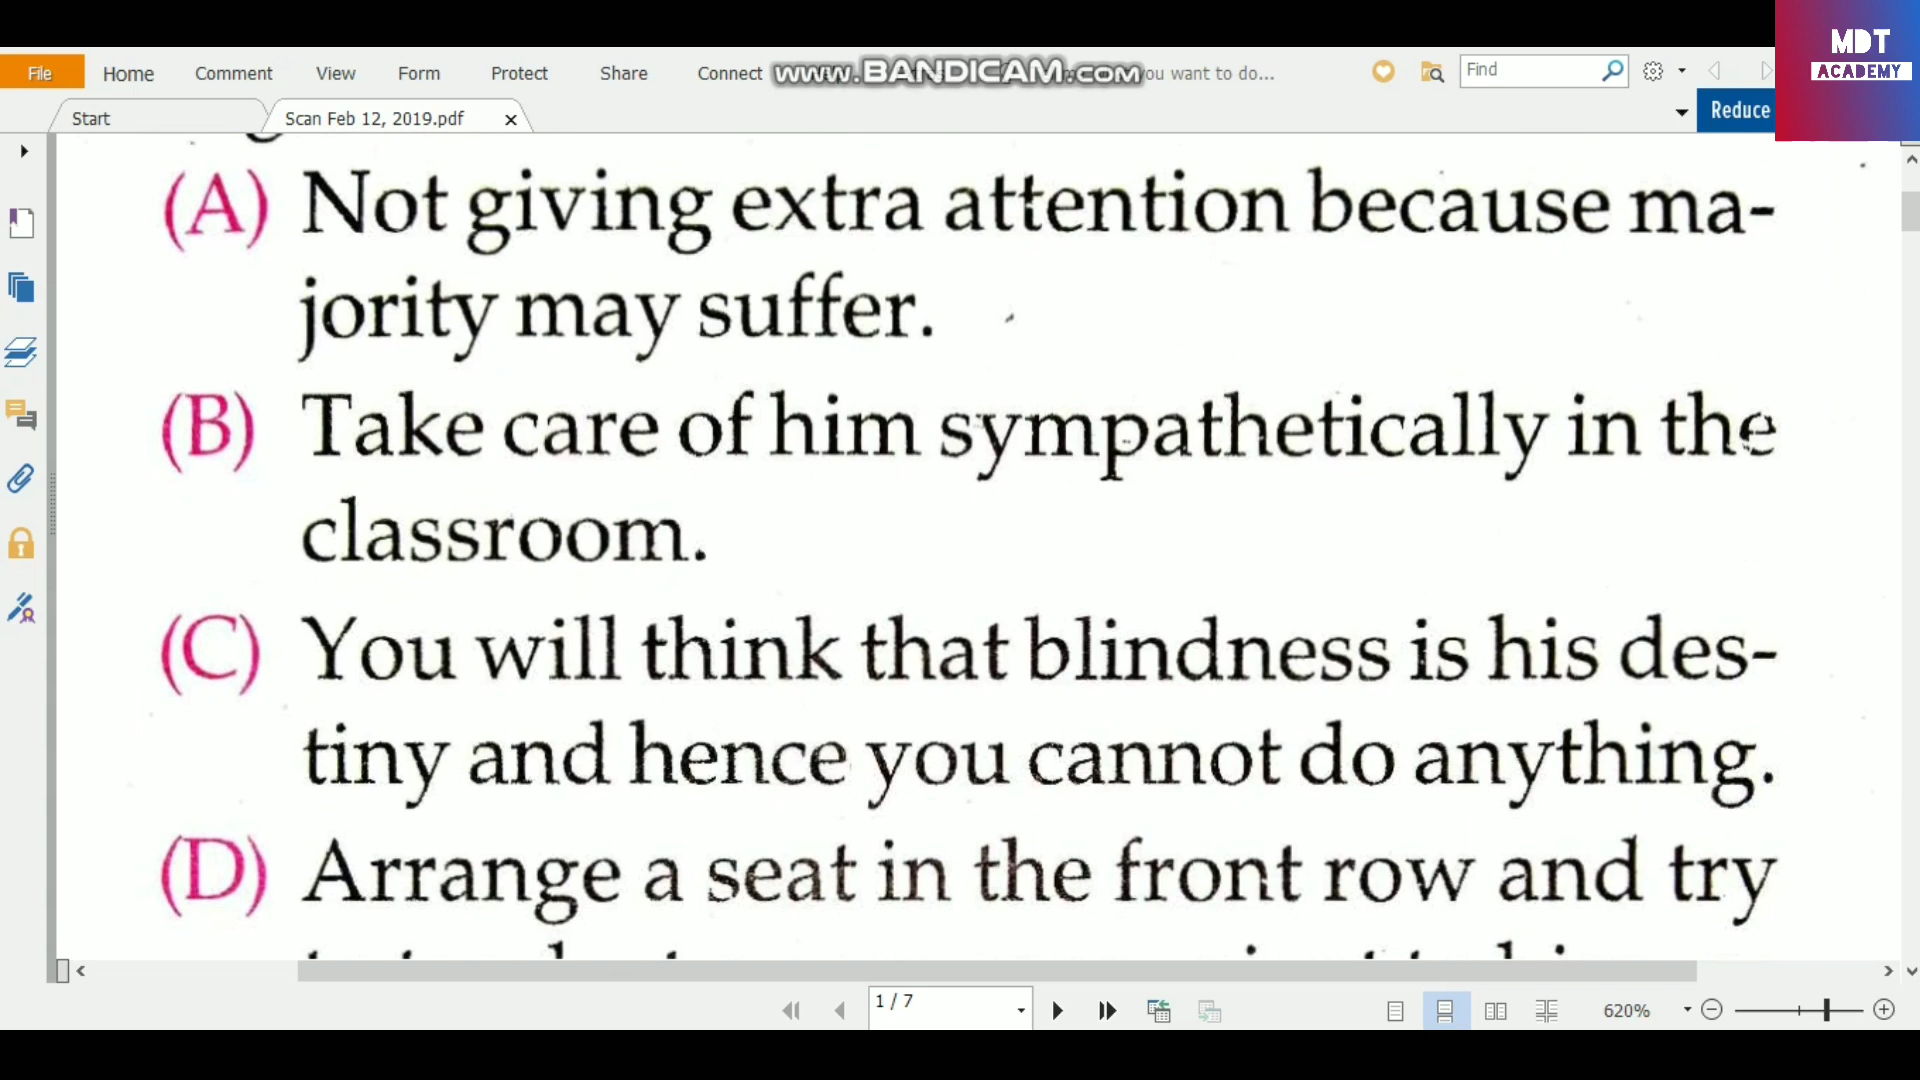 MDT
ACADEMY
File Home Comment View Form Protect Share Connect www.BANDICAM.com you want to do... Find
Start Scan Feb 12, 2019.pdf Reduce
(A) Not giving extra attention because ma-
jority may suffer.
(B) Take care of him sympathetically in the
classroom.
(C) You will think that blindness is his des-
tiny and hence you cannot do anything.
(D) Arrange a seat in the front row and try
1 / 7 620%